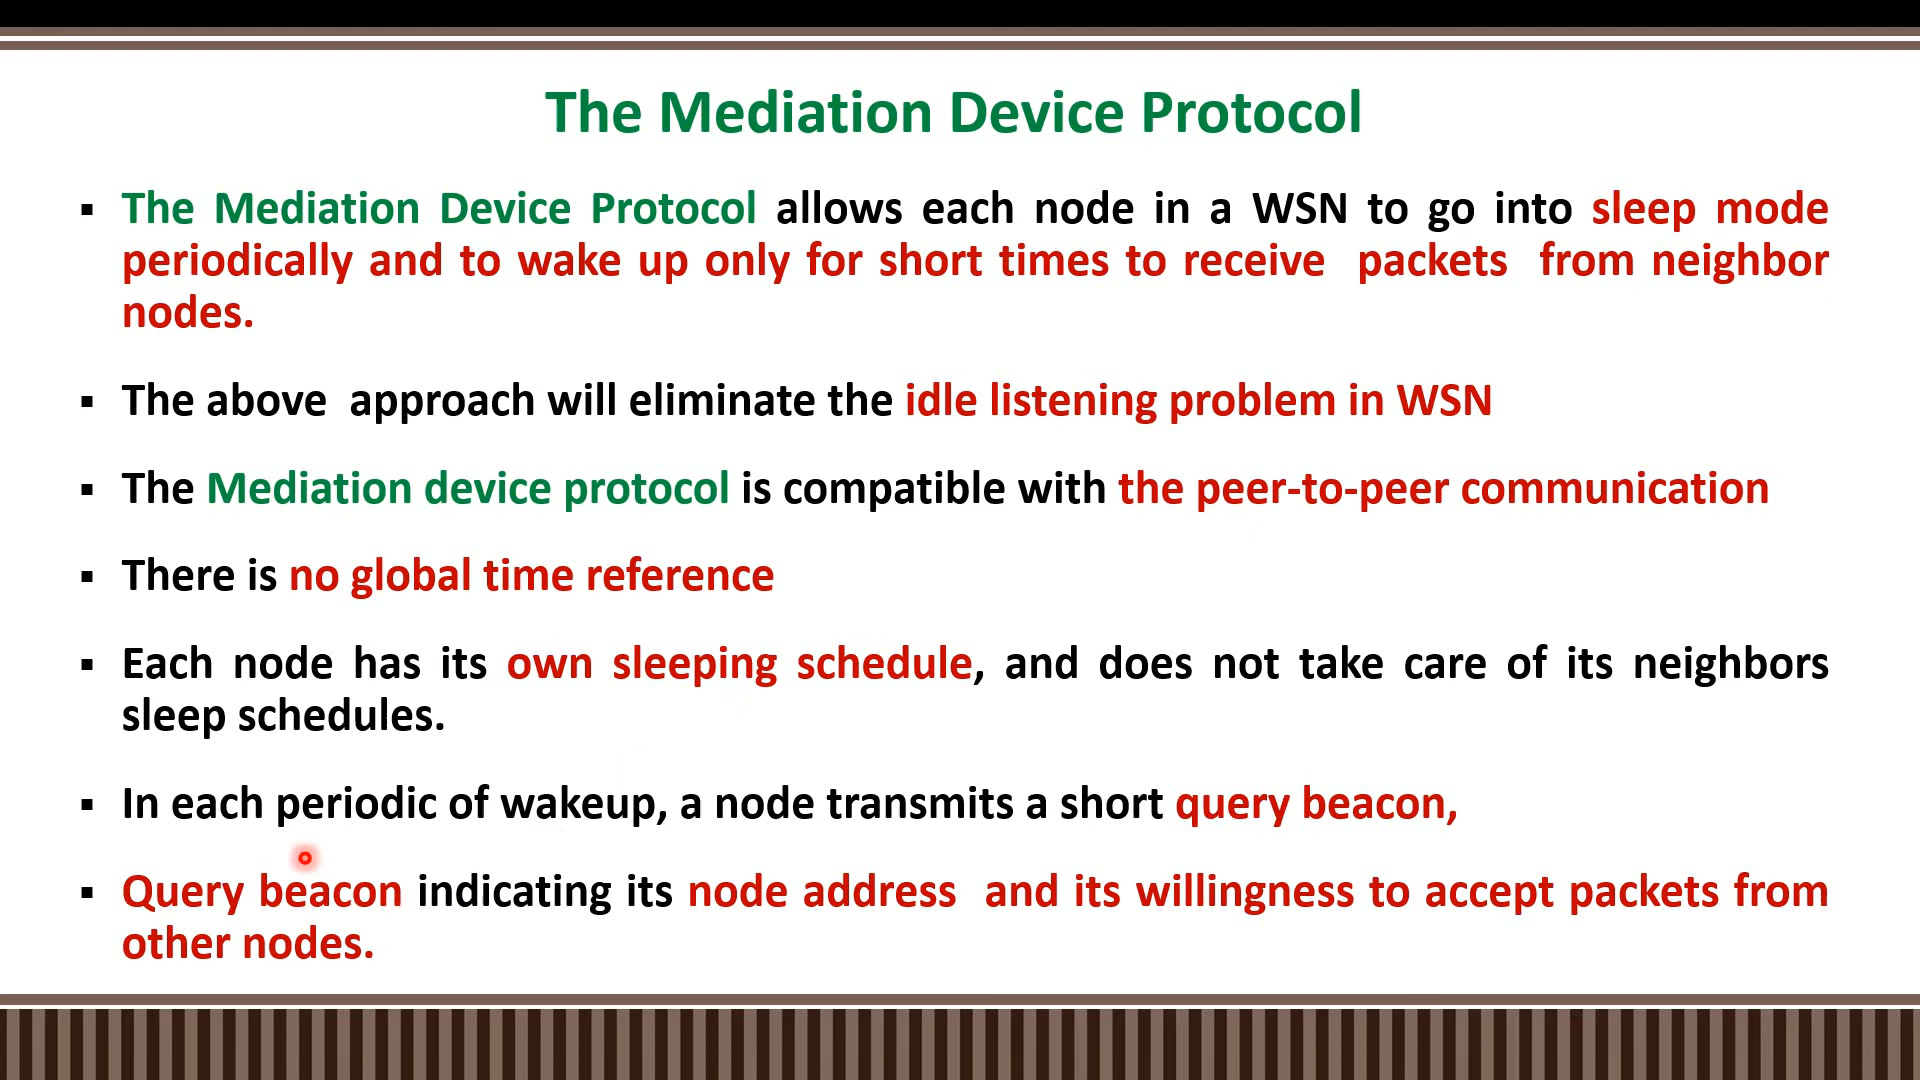 The Mediation Device Protocol
▪ The Mediation Device Protocol allows each node in a WSN to go into sleep mode
periodically and to wake up only for short times to receive packets from neighbor
nodes.
▪ The above approach will eliminate the idle listening problem in WSN
▪ The Mediation device protocol is compatible with the peer-to-peer communication
▪ There is no global time reference
▪ Each node has its own sleeping schedule, and does not take care of its neighbors
sleep schedules.
▪ In each periodic of wakeup, a node transmits a short query beacon,
▪ Query beacon indicating its node address and its willingness to accept packets from
other nodes.